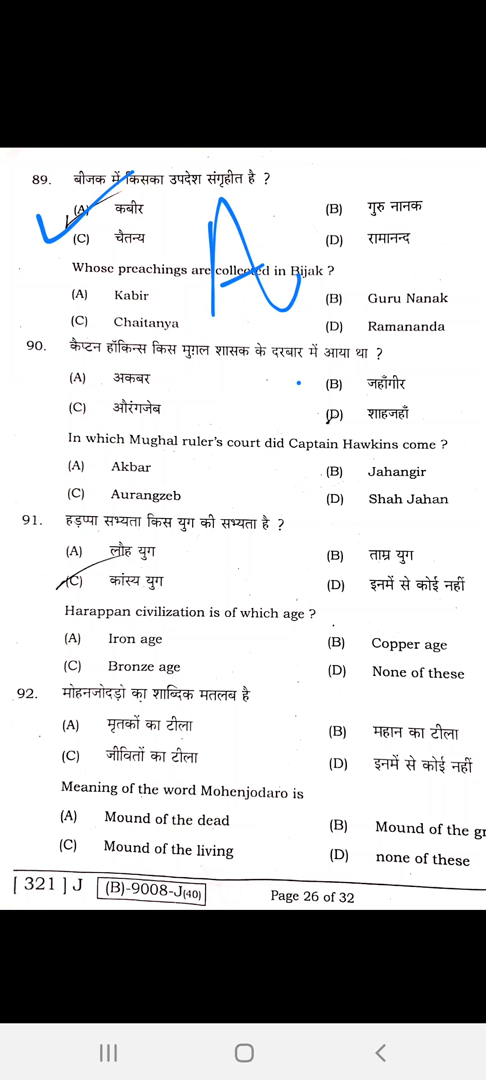 89. बीजक में किसका उपदेश संगृहीत है ?
(A) कबीर (B) गुरु नानक
(C) चैतन्य (D) रामानन्द
Whose preachings are collected in Bijak ?
(A) Kabir (B) Guru Nanak
(C) Chaitanya (D) Ramananda
90. कैप्टन हॉकिन्स किस मुग़ल शासक के दरबार में आया था ?
(A) अकबर (B) जहाँगीर
(C) औरंगजेब (D) शाहजहाँ
In which Mughal ruler's court did Captain Hawkins come ?
(A) Akbar (B) Jahangir
(C) Aurangzeb (D) Shah Jahan
91. हड़प्पा सभ्यता किस युग की सभ्यता है ?
(A) लौह युग (B) ताम्र युग
(C) कांस्य युग (D) इनमें से कोई नहीं
Harappan civilization is of which age ?
(A) Iron age (B) Copper age
(C) Bronze age (D) None of these
92. मोहनजोदड़ो का शाब्दिक मतलब है
(A) मृतकों का टीला (B) महान का टीला
(C) जीवितों का टीला (D) इनमें से कोई नहीं
Meaning of the word Mohenjodaro is
(A) Mound of the dead (B) Mound of the gr
(C) Mound of the living (D) none of these
[ 321 ] J (B)-9008-J(40) Page 26 of 32
A